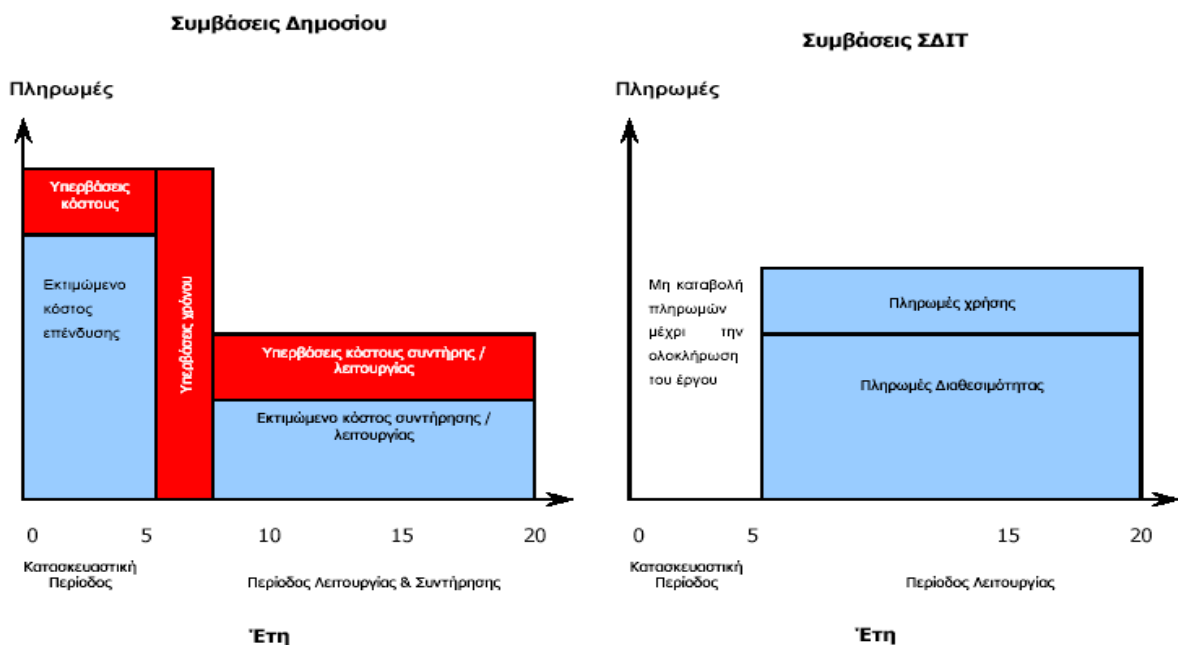 Συμβάσεις Δημοσίου
Πληρωμές
Υπερβάσεις
κόστους
Εκτιμώμενο
κόστος
επένδυσης
Υπερβάσεις χρόνου
Υπερβάσεις κόστους συντήρης /
λειτουργίας
Εκτιμώμενο κόστος συντήρησης /
λειτουργίας
0 5 10 15 20
Κατασκευαστική
Περίοδος
Περίοδος Λειτουργίας & Συντήρησης
Έτη
Συμβάσεις ΣΔΙΤ
Πληρωμές
Μη καταβολή
πληρωμών
μέχρι την
ολοκλήρωση
του έργου
Πληρωμές χρήσης
Πληρωμές Διαθεσιμότητας
0 5 15 20
Κατασκευαστική
Περίοδος
Περίοδος Λειτουργίας
Έτη